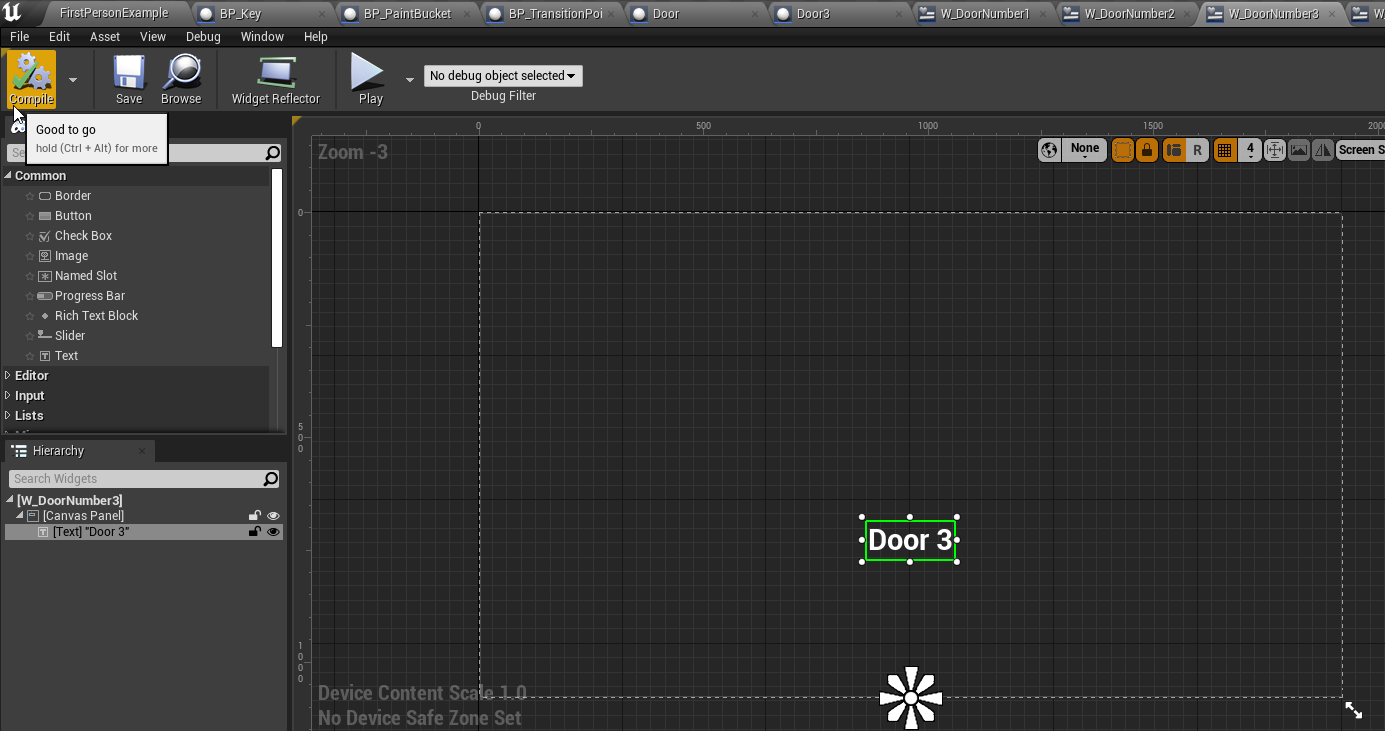 FirstPersonExample
BP_Key
BP_PaintBucket
BP_TransitionPoi
Door
Door3
W_DoorNumber1
W_DoorNumber2
W_DoorNumber3
W_
File Edit Asset View Debug Window Help
Compile
Save
Browse
Widget Reflector
Play
No debug object selected
Debug Filter
Good to go
hold (Ctrl + Alt) for more
Se
Common
Border
Button
Check Box
Image
Named Slot
Progress Bar
Rich Text Block
Slider
Text
Editor
Input
Lists
Hierarchy
Search Widgets
[W_DoorNumber3]
[Canvas Panel]
[Text] "Door 3"
0 500 1000 1500 2000
Zoom -3
None
R
4
Screen S
0
500
1000
Door 3
Device Content Scale 1.0
No Device Safe Zone Set